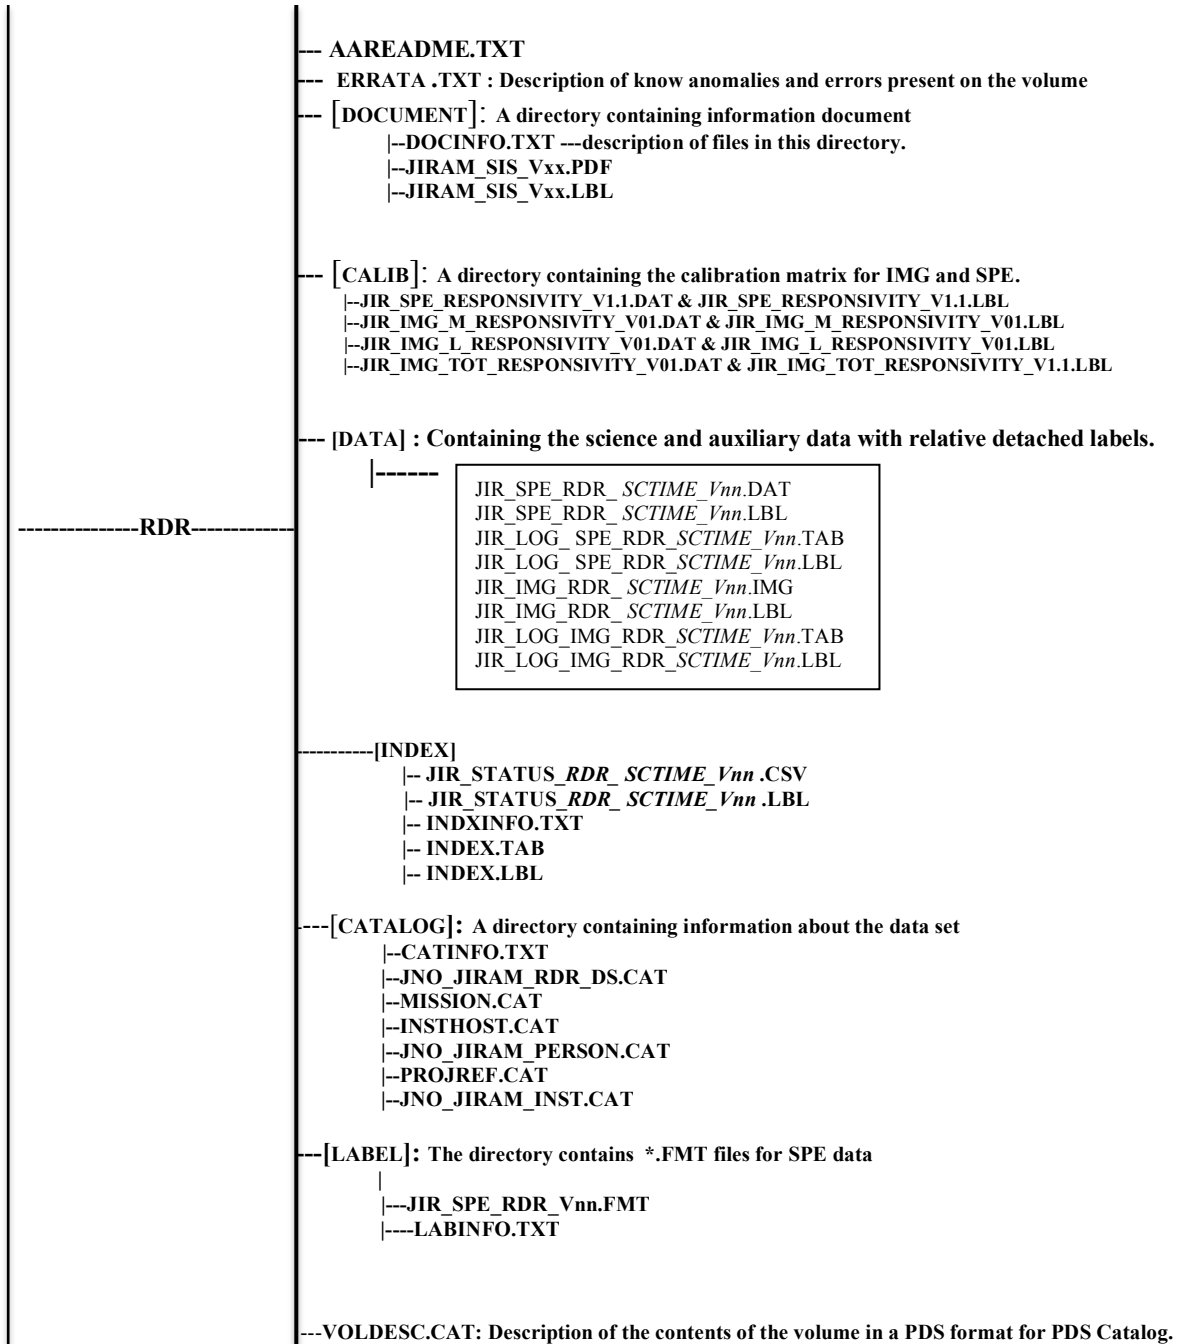 --- AAREADME.TXT
--- ERRATA .TXT : Description of know anomalies and errors present on the volume
--- [DOCUMENT]: A directory containing information document
|--DOCINFO.TXT ---description of files in this directory.
|--JIRAM_SIS_Vxx.PDF
|--JIRAM_SIS_Vxx.LBL
--- [CALIB]: A directory containing the calibration matrix for IMG and SPE.
|--JIR_SPE_RESPONSIVITY_V1.1.DAT & JIR_SPE_RESPONSIVITY_V1.1.LBL
|--JIR_IMG_M_RESPONSIVITY_V01.DAT & JIR_IMG_M_RESPONSIVITY_V01.LBL
|--JIR_IMG_L_RESPONSIVITY_V01.DAT & JIR_IMG_L_RESPONSIVITY_V01.LBL
|--JIR_IMG_TOT_RESPONSIVITY_V01.DAT & JIR_IMG_TOT_RESPONSIVITY_V1.1.LBL
--- [DATA] : Containing the science and auxiliary data with relative detached labels.
|------
JIR_SPE_RDR_ SCTIME_Vnn.DAT
JIR_SPE_RDR_ SCTIME_Vnn.LBL
---------------RDR-------------
JIR_LOG_ SPE_RDR_SCTIME_Vnn.TAB
JIR_LOG_ SPE_RDR_SCTIME_Vnn.LBL
JIR_IMG_RDR_ SCTIME_Vnn.IMG
JIR_IMG_RDR_ SCTIME_Vnn.LBL
JIR_LOG_IMG_RDR_SCTIME_Vnn.TAB
JIR_LOG_IMG_RDR_SCTIME_Vnn.LBL
-----------[INDEX]
|-- JIR_STATUS_RDR_ SCTIME_Vnn .CSV
|-- JIR_STATUS_RDR_ SCTIME_Vnn .LBL
|-- INDXINFO.TXT
|-- INDEX.TAB
|-- INDEX.LBL
----[CATALOG]: A directory containing information about the data set
|--CATINFO.TXT
|--JNO_JIRAM_RDR_DS.CAT
|--MISSION.CAT
|--INSTHOST.CAT
|--JNO_JIRAM_PERSON.CAT
|--PROJREF.CAT
|--JNO_JIRAM_INST.CAT
---[LABEL]: The directory contains *.FMT files for SPE data
|
|---JIR_SPE_RDR_Vnn.FMT
|----LABINFO.TXT
---VOLDESC.CAT: Description of the contents of the volume in a PDS format for PDS Catalog.